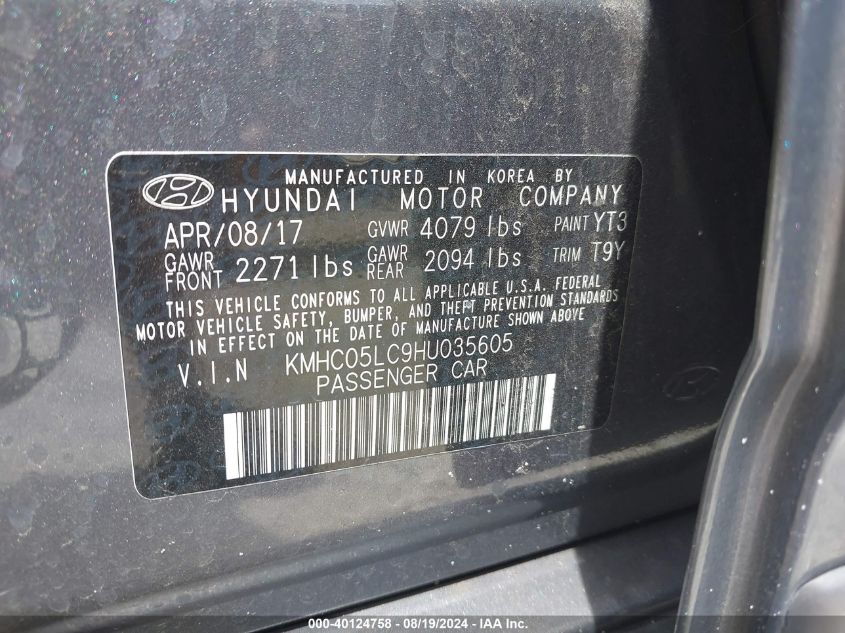 MANUFACTURED IN KOREA BY
HYUNDAI MOTOR COMPANY
APR/08/17 GVWR 4079 lbs PAINT YT3
GAWR FRONT 2271 lbs GAWR REAR 2094 lbs TRIM T9Y
THIS VEHICLE CONFORMS TO ALL APPLICABLE U.S.A. FEDERAL
MOTOR VEHICLE SAFETY, BUMPER, AND THEFT PREVENTION STANDARDS
IN EFFECT ON THE DATE OF MANUFACTURE SHOWN ABOVE
V.I.N KMHC05LC9HU035605
PASSENGER CAR
000-40124758 - 08/19/2024 - IAA Inc.